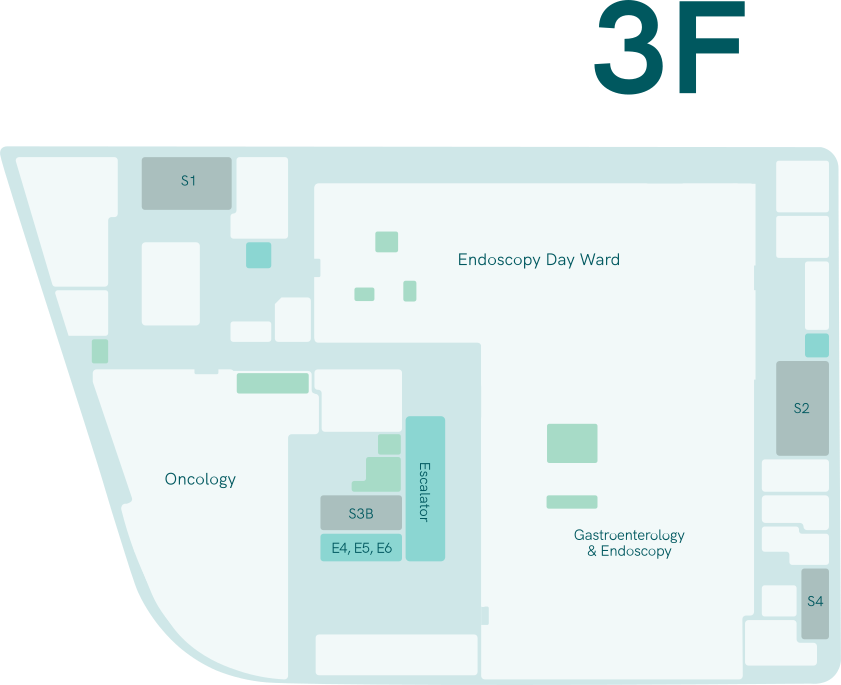 3F
S1
Endoscopy Day Ward
S2
Oncology
Escalator
S3B
E4, E5, E6
Gastroenterology
& Endoscopy
S4